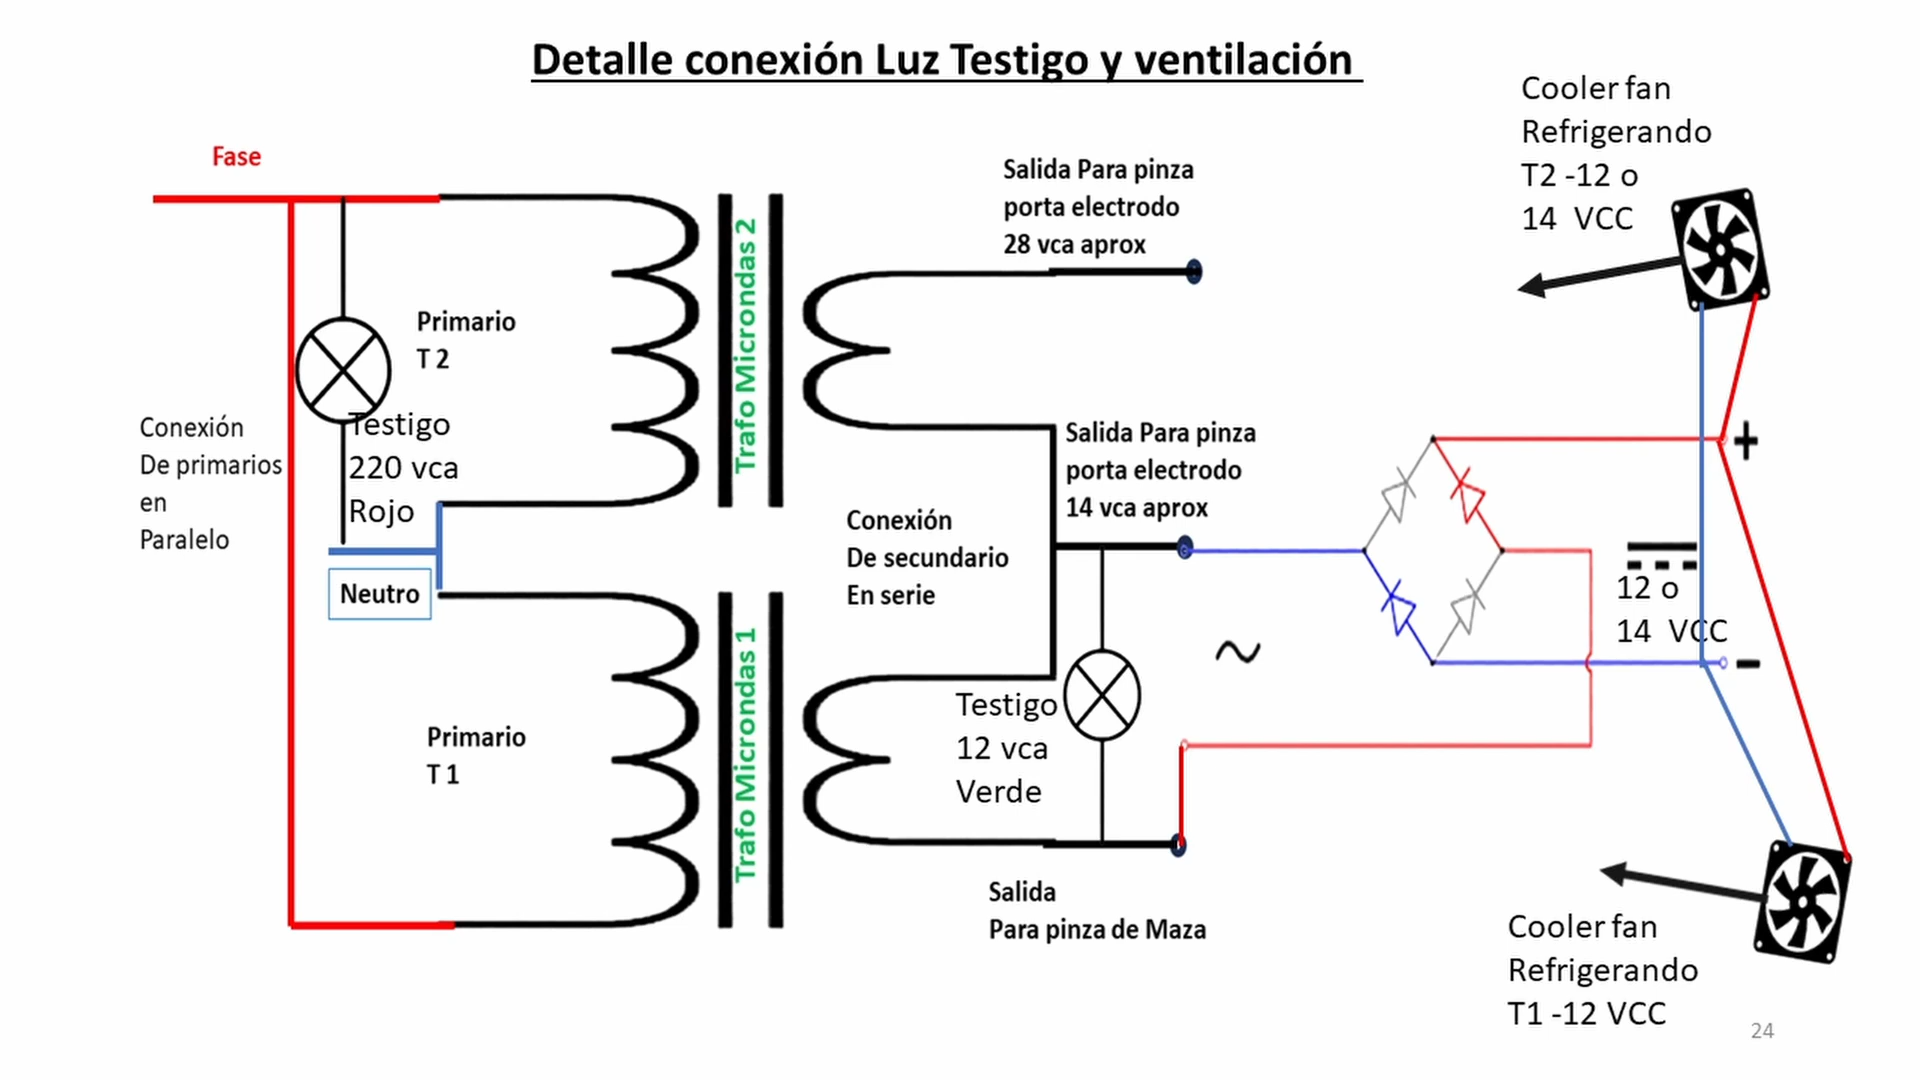 Detalle conexión Luz Testigo y ventilación
Cooler fan
Refrigerando
T2 -12 o
14 VCC
Fase
Salida Para pinza
porta electrodo
28 vca aprox
Trafo Microndas 2
Primario
T 2
Conexión
De primarios
en
Paralelo
Testigo
220 vca
Rojo
Neutro
Salida Para pinza
porta electrodo
14 vca aprox
+
Conexión
De secundario
En serie
12 o
14 VCC
-
~
Trafo Microndas 1
Primario
T 1
Testigo
12 vca
Verde
Salida
Para pinza de Maza
Cooler fan
Refrigerando
T1 -12 VCC
24